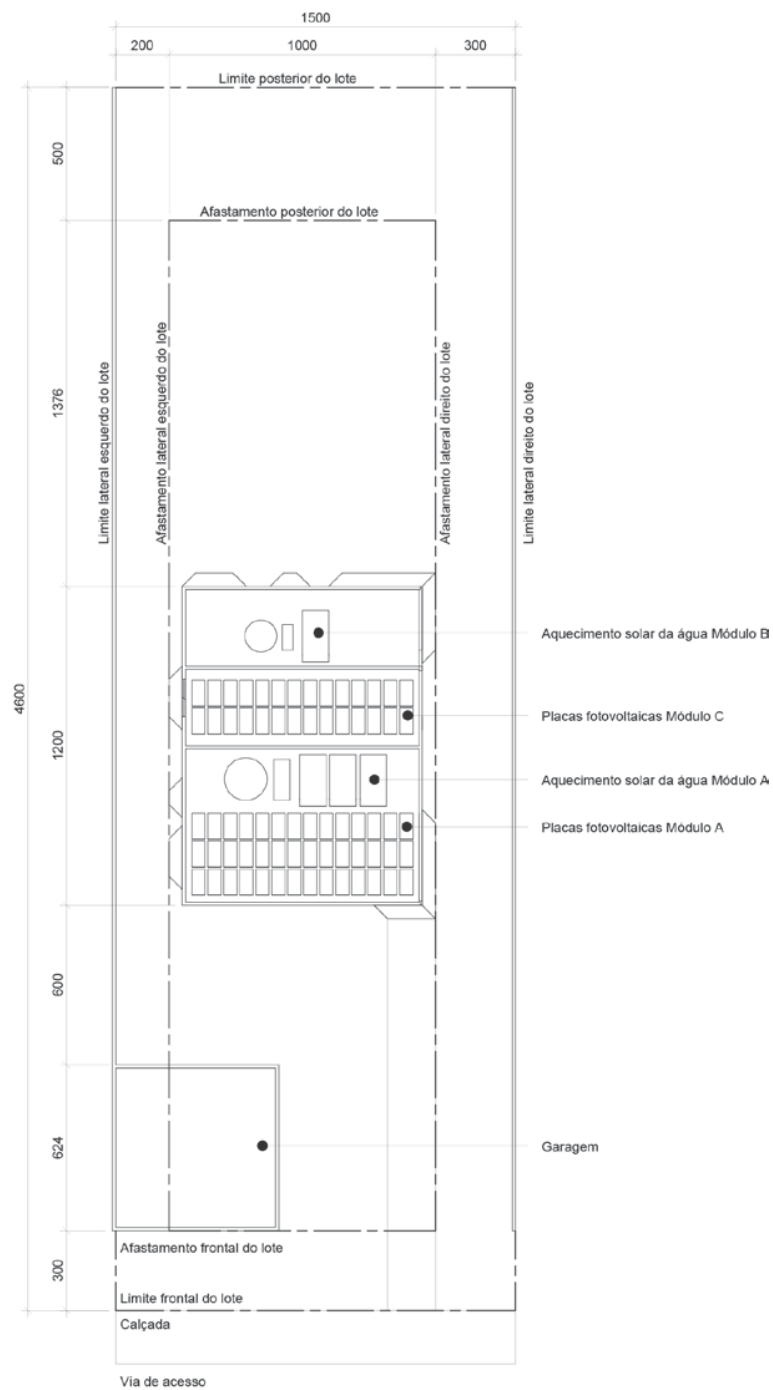 1500
200
1000
300
Limite posterior do lote
500
Afastamento posterior do lote
1376
Limite lateral esquerdo do lote
Afastamento lateral esquerdo do lote
Afastamento lateral direito do lote
Limite lateral direito do lote
Aquecimento solar da água Módulo B
4600
Placas fotovoltaicas Módulo C
1200
Aquecimento solar da água Módulo A
Placas fotovoltaicas Módulo A
600
624
Garagem
Afastamento frontal do lote
300
Limite frontal do lote
Calçada
Via de acesso